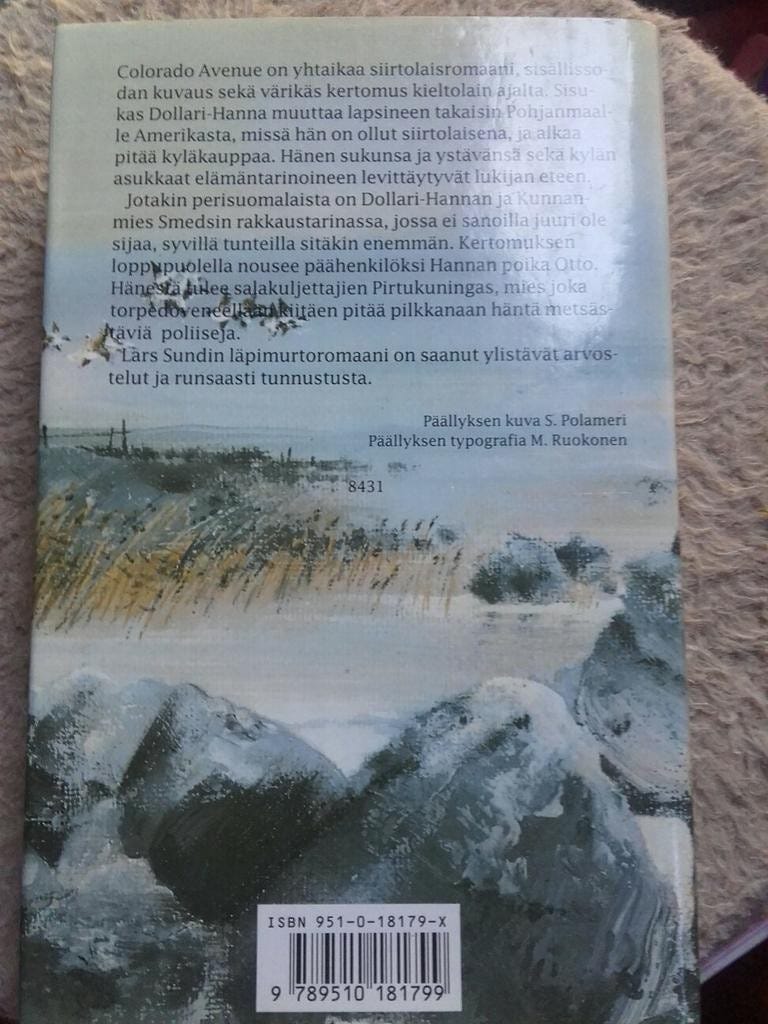 Colorado Avenue on yhtaikaa siirtolaisromaani, sisällisso-
dan kuvaus sekä värikäs kertomus kieltolain ajalta. Sisu-
kas Dollari-Hanna muuttaa lapsineen takaisin Pohjanmaal-
le Amerikasta, missä hän on ollut siirtolaisena, ja alkaa
pitää kyläkauppaa. Hänen sukunsa ja ystävänsä sekä kylän
asukkaat elämäntarinoineen levittäytyvät lukijan eteen.
Jotakin perisuomalaista on Dollari-Hannan ja Kunnan-
mies Smedsin rakkaustarinassa, jossa ei sanoilla juuri ole
sijaa, syvillä tunteilla sitäkin enemmän. Kertomuksen
loppupuolella nousee päähenkilöksi Hannan poika Otto.
Hänestä tulee salakuljettajien Pirtukuningas, mies joka
torpedoveneellään kiitäen pitää pilkkanaan häntä metsäs-
täviä poliiseja.
Lars Sundin läpimurtoromaani on saanut ylistävät arvos-
telut ja runsaasti tunnustusta.
Päällyksen kuva S. Polameri
Päällyksen typografia M. Ruokonen
8431
ISBN 951-0-18179-X
9 789510 181799